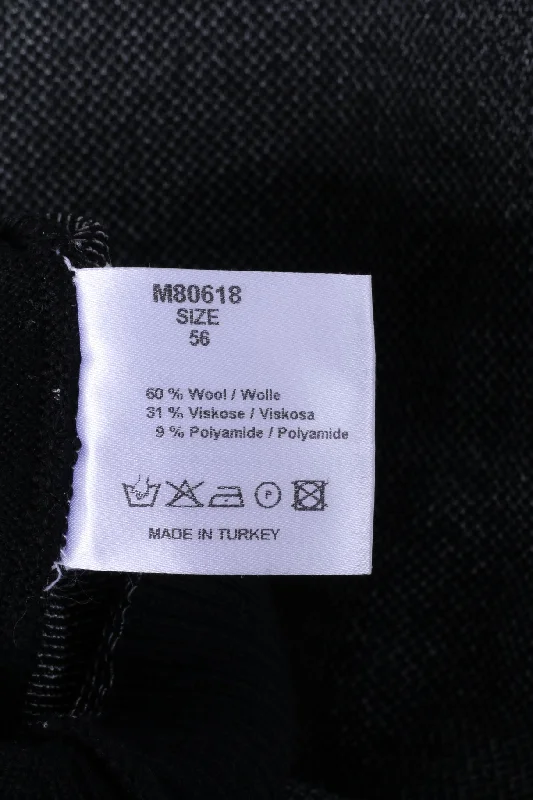 M80618
SIZE
56
60 % Wool / Wolle
31 % Viskose / Viskosa
9 % Polyamide / Polyamide
P
MADE IN TURKEY